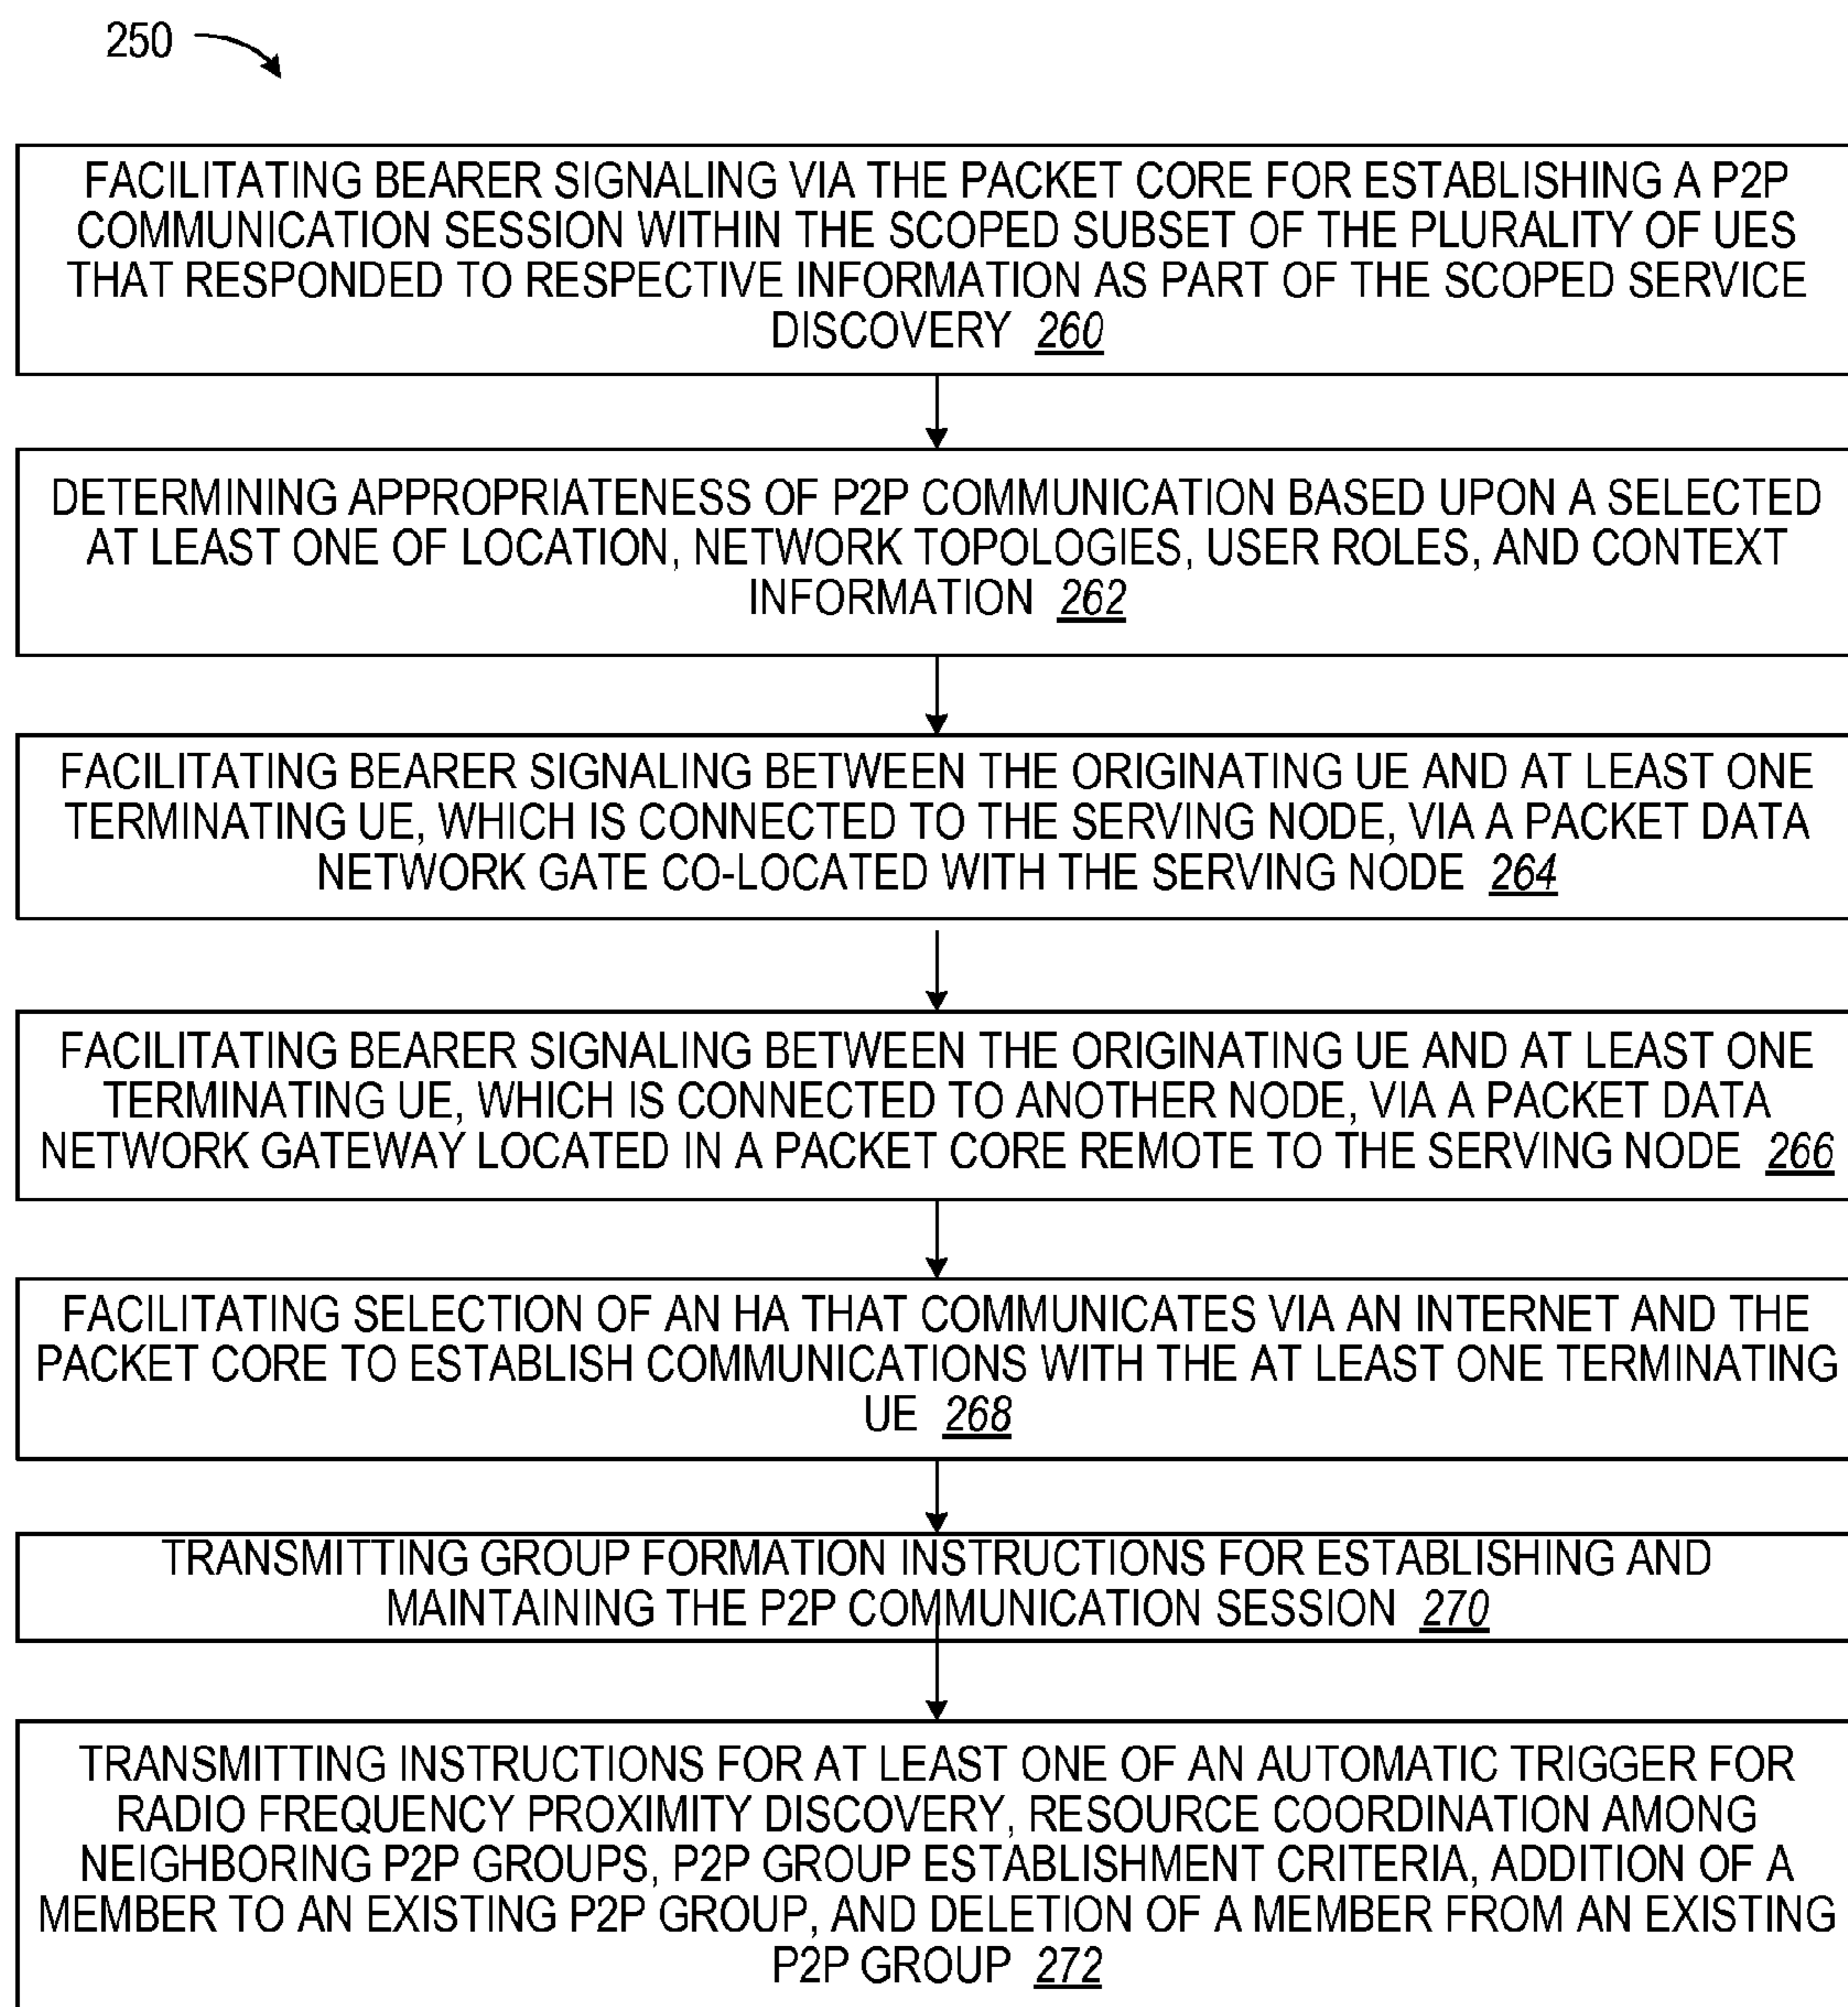 250
FACILITATING BEARER SIGNALING VIA THE PACKET CORE FOR ESTABLISHING A P2P
COMMUNICATION SESSION WITHIN THE SCOPED SUBSET OF THE PLURALITY OF UES
THAT RESPONDED TO RESPECTIVE INFORMATION AS PART OF THE SCOPED SERVICE
DISCOVERY 260
DETERMINING APPROPRIATENESS OF P2P COMMUNICATION BASED UPON A SELECTED
AT LEAST ONE OF LOCATION, NETWORK TOPOLOGIES, USER ROLES, AND CONTEXT
INFORMATION 262
FACILITATING BEARER SIGNALING BETWEEN THE ORIGINATING UE AND AT LEAST ONE
TERMINATING UE, WHICH IS CONNECTED TO THE SERVING NODE, VIA A PACKET DATA
NETWORK GATE CO-LOCATED WITH THE SERVING NODE 264
FACILITATING BEARER SIGNALING BETWEEN THE ORIGINATING UE AND AT LEAST ONE
TERMINATING UE, WHICH IS CONNECTED TO ANOTHER NODE, VIA A PACKET DATA
NETWORK GATEWAY LOCATED IN A PACKET CORE REMOTE TO THE SERVING NODE 266
FACILITATING SELECTION OF AN HA THAT COMMUNICATES VIA AN INTERNET AND THE
PACKET CORE TO ESTABLISH COMMUNICATIONS WITH THE AT LEAST ONE TERMINATING
UE 268
TRANSMITTING GROUP FORMATION INSTRUCTIONS FOR ESTABLISHING AND
MAINTAINING THE P2P COMMUNICATION SESSION 270
TRANSMITTING INSTRUCTIONS FOR AT LEAST ONE OF AN AUTOMATIC TRIGGER FOR
RADIO FREQUENCY PROXIMITY DISCOVERY, RESOURCE COORDINATION AMONG
NEIGHBORING P2P GROUPS, P2P GROUP ESTABLISHMENT CRITERIA, ADDITION OF A
MEMBER TO AN EXISTING P2P GROUP, AND DELETION OF A MEMBER FROM AN EXISTING
P2P GROUP 272